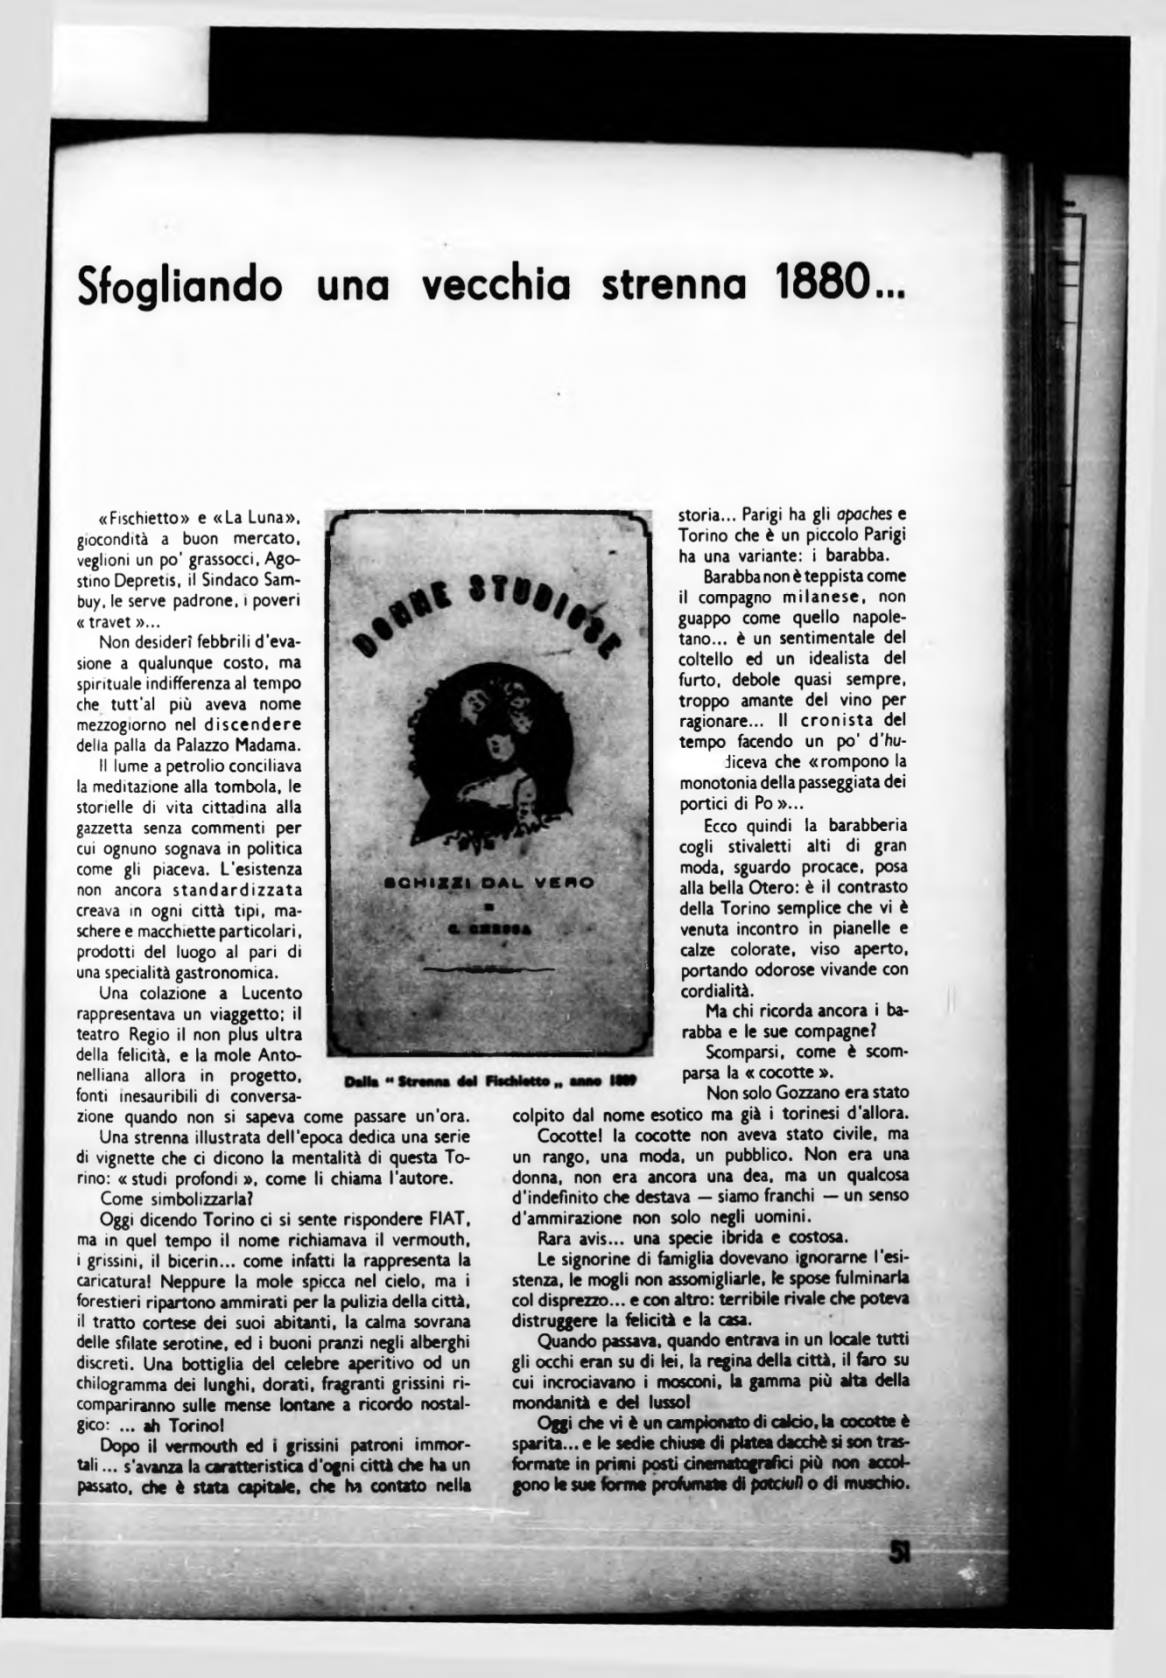 Sfogliando una vecchia strenna 1880...
«Fischietto» e «La Luna»,
giocondità a buon mercato,
veglioni un po' grassocci, Ago-
stino Depretis, il Sindaco Sam-
buy, le serve padrone, i poveri
« travet »...
Non desiderî febbrili d'eva-
sione a qualunque costo, ma
spirituale indifferenza al tempo
che tutt'al più aveva nome
mezzogiorno nel discendere
della palla da Palazzo Madama.
Il lume a petrolio conciliava
la meditazione alla tombola, le
storielle di vita cittadina alla
gazzetta senza commenti per
cui ognuno sognava in politica
come gli piaceva. L'esistenza
non ancora standardizzata
creava in ogni città tipi, ma-
schere e macchiette particolari,
prodotti del luogo al pari di
una specialità gastronomica.
Una colazione a Lucento
rappresentava un viaggetto; il
teatro Regio il non plus ultra
della felicità, e la mole Anto-
nelliana allora in progetto,
fonti inesauribili di conversa-
zione quando non si sapeva come passare un'ora.
Una strenna illustrata dell'epoca dedica una serie
di vignette che ci dicono la mentalità di questa To-
rino: « studi profondi », come li chiama l'autore.
Come simbolizzarla?
Oggi dicendo Torino ci si sente rispondere FIAT,
ma in quel tempo il nome richiamava il vermouth,
i grissini, il bicerin... come infatti la rappresenta la
caricatura! Neppure la mole spicca nel cielo, ma i
forestieri ripartono ammirati per la pulizia della città,
il tratto cortese dei suoi abitanti, la calma sovrana
delle sfilate serotine, ed i buoni pranzi negli alberghi
discreti. Una bottiglia del celebre aperitivo od un
chilogramma dei lunghi, dorati, fragranti grissini ri-
compariranno sulle mense lontane a ricordo nostal-
gico: ... ah Torino!
Dopo il vermouth ed i grissini patroni immor-
tali ... s'avanza la caratteristica d'ogni città che ha un
passato, che è stata capitale, che ha contato nella
DONNE STUDIOSE
SCHIZZI DAL VERO
Dalla " Strenna del Fischietto „ anno 1889
storia... Parigi ha gli apaches e
Torino che è un piccolo Parigi
ha una variante: i barabba.
Barabba non è teppista come
il compagno milanese, non
guappo come quello napole-
tano... è un sentimentale del
coltello ed un idealista del
furto, debole quasi sempre,
troppo amante del vino per
ragionare... Il cronista del
tempo facendo un po' d'hu-
diceva che «rompono la
monotonia della passeggiata dei
portici di Po »...
Ecco quindi la barabberia
cogli stivaletti alti di gran
moda, sguardo procace, posa
alla bella Otero: è il contrasto
della Torino semplice che vi è
venuta incontro in pianelle e
calze colorate, viso aperto,
portando odorose vivande con
cordialità.
Ma chi ricorda ancora i ba-
rabba e le sue compagne?
Scomparsi, come è scom-
parsa la « cocotte ».
Non solo Gozzano era stato
colpito dal nome esotico ma già i torinesi d'allora.
Cocotte! la cocotte non aveva stato civile, ma
un rango, una moda, un pubblico. Non era una
donna, non era ancora una dea, ma un qualcosa
d'indefinito che destava — siamo franchi — un senso
d'ammirazione non solo negli uomini.
Rara avis... una specie ibrida e costosa.
Le signorine di famiglia dovevano ignorarne l'esi-
stenza, le mogli non assomigliarle, le spose fulminarla
col disprezzo... e con altro: terribile rivale che poteva
distruggere la felicità e la casa.
Quando passava, quando entrava in un locale tutti
gli occhi eran su di lei, la regina della città, il faro su
cui incrociavano i mosconi, la gamma più alta della
mondanità e del lusso!
Oggi che vi è un campionato di calcio, la cocotte è
sparita... e le sedie chiuse di platea dacchè si son tras-
formate in primi posti cinematografici più non accol-
gono le sue forme profumate di patciulì o di muschio.
51